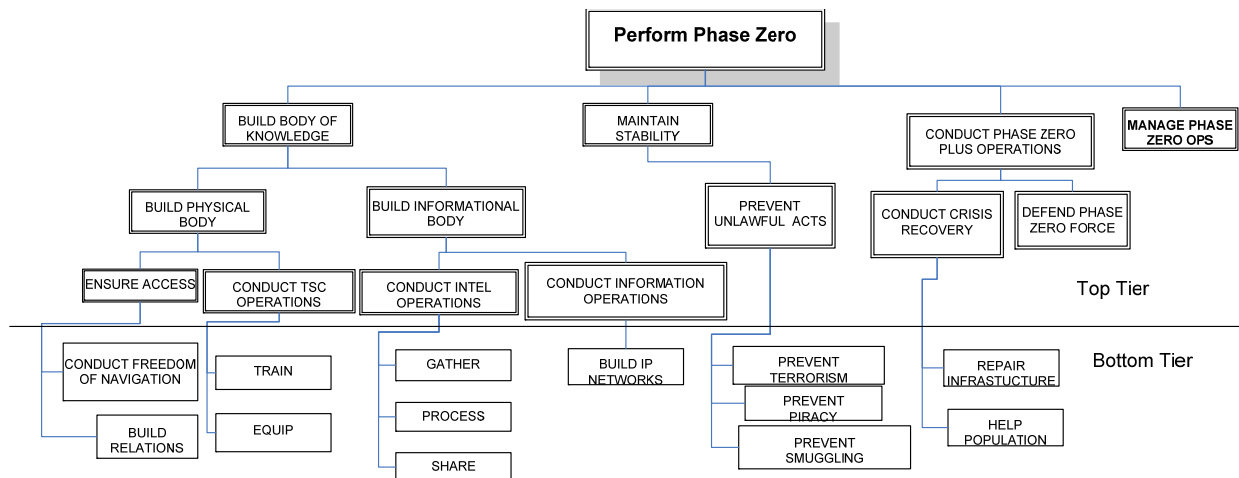 Perform Phase Zero
BUILD BODY OF
KNOWLEDGE
MAINTAIN
STABILITY
CONDUCT PHASE ZERO
PLUS OPERATIONS
MANAGE PHASE
ZERO OPS
BUILD PHYSICAL
BODY
BUILD INFORMATIONAL
BODY
PREVENT
UNLAWFUL ACTS
CONDUCT CRISIS
RECOVERY
DEFEND PHASE
ZERO FORCE
ENSURE ACCESS
CONDUCT TSC
OPERATIONS
CONDUCT INTEL
OPERATIONS
CONDUCT INFORMATION
OPERATIONS
Top Tier
Bottom Tier
CONDUCT FREEDOM
OF NAVIGATION
TRAIN
GATHER
BUILD IP
NETWORKS
PREVENT
TERRORISM
REPAIR
INFRASTUCTURE
BUILD
RELATIONS
EQUIP
PROCESS
PREVENT
PIRACY
HELP
POPULATION
SHARE
PREVENT
SMUGGLING